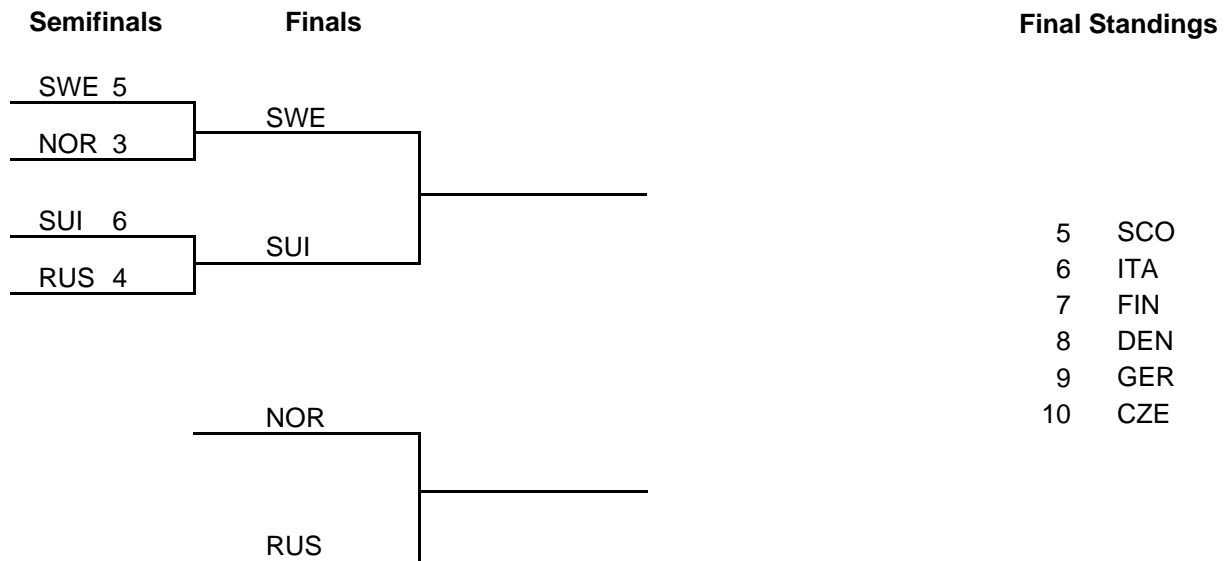 Semifinals Finals Final Standings
SWE 5
SWE
NOR 3
SUI 6
SUI
RUS 4
5 SCO
6 ITA
7 FIN
8 DEN
9 GER
10 CZE
NOR
RUS